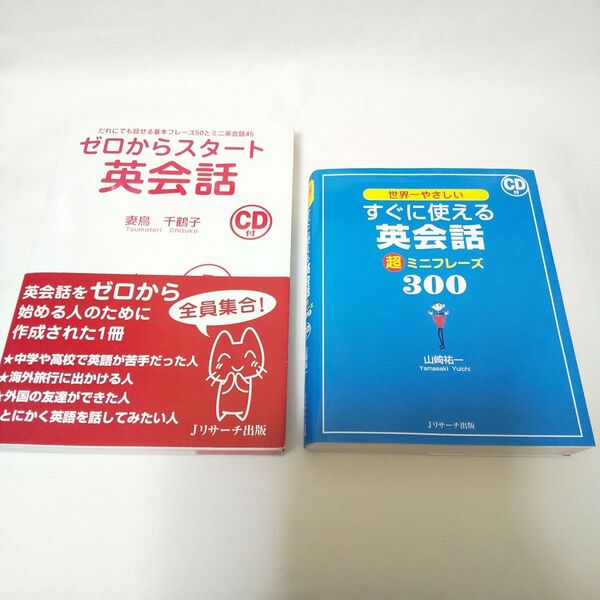 だれにでも話せる基本フレーズ50とミニ英会話45
ゼロからスタート
英会話
妻鳥 千鶴子
Tsumatori Chizuko
CD
付
英会話をゼロから
始める人のために
作成された1冊
全員集合!
★中学や高校で英語が苦手だった人
★海外旅行に出かける人
★外国の友達ができた人
とにかく英語を話してみたい人
Jリサーチ出版
世界一やさしい
すぐに使える
英会話
超ミニフレーズ
300
CD
付
山崎祐一
Yamasaki Yuichi
Jリサーチ出版